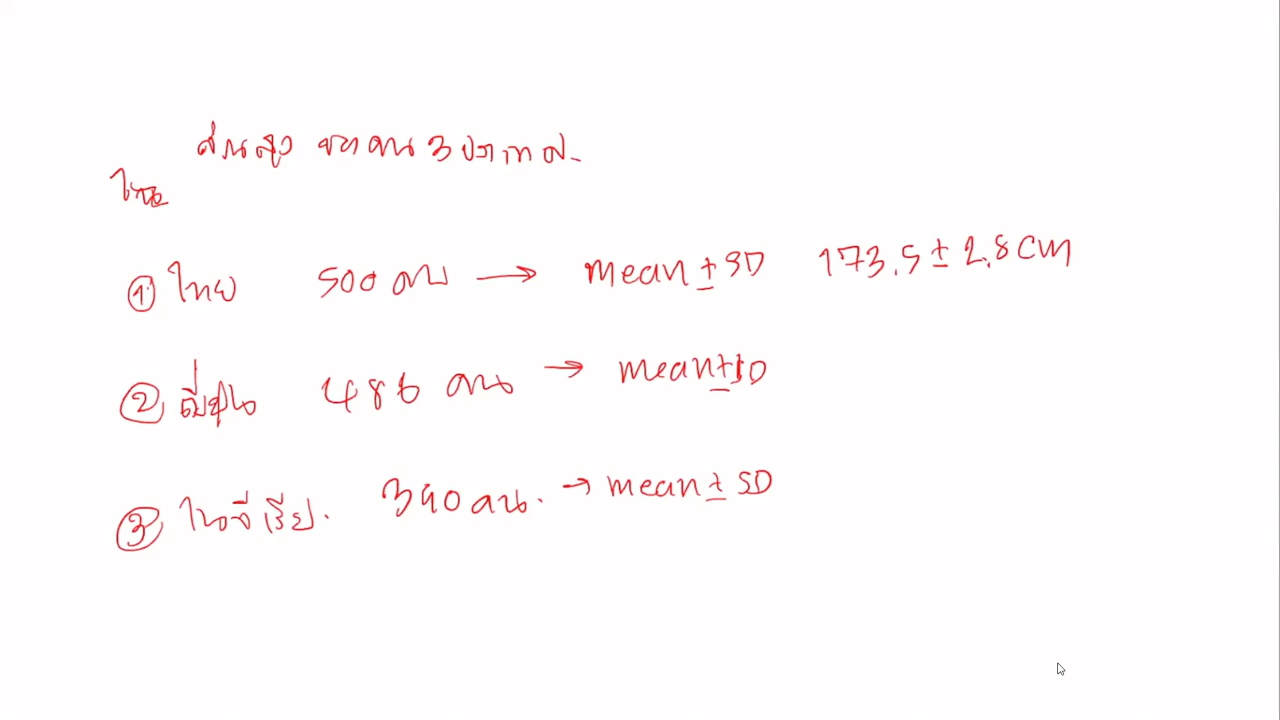 ส่วนสูง ของคน 3 ประเทศ
ไทย
① ไทย 500 คน → mean ± SD 173.5 ± 2.8 cm
② ญี่ปุ่น 486 คน → mean ± SD
③ ไนจีเรีย. 390 คน. → mean ± SD